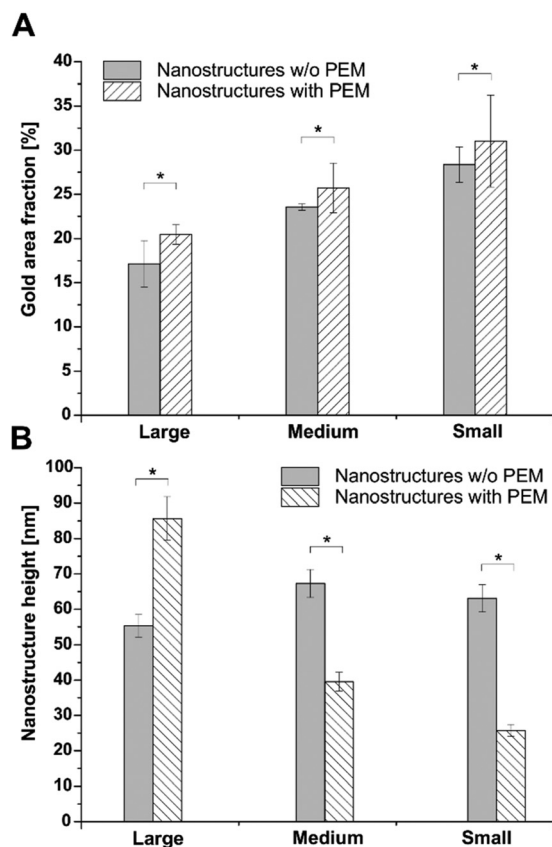 A
Gold area fraction [%]
40
35
30
25
20
15
10
5
0
Nanostructures w/o PEM
Nanostructures with PEM
*
*
*
Large Medium Small
B
Nanostructure height [nm]
100
90
80
70
60
50
40
30
20
10
0
Nanostructures w/o PEM
Nanostructures with PEM
*
*
*
Large Medium Small